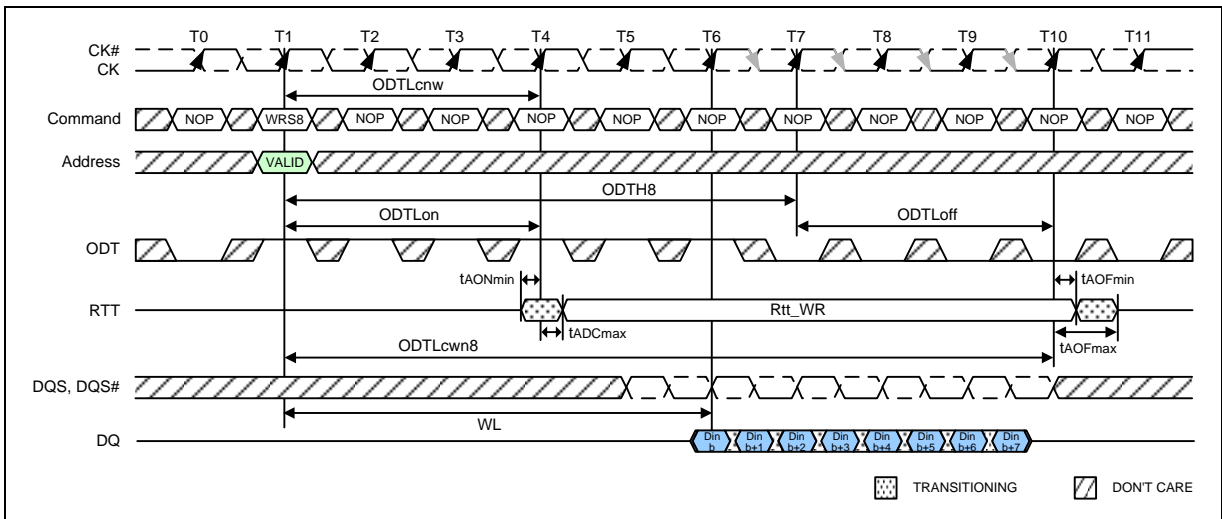 T0 T1 T2 T3 T4 T5 T6 T7 T8 T9 T10 T11
CK#
CK
ODTLcnw
Command NOP WRS8 NOP NOP NOP NOP NOP NOP NOP NOP NOP NOP
Address VALID
ODTH8
ODTLon ODTLoff
ODT
tAONmin tAOFmin
RTT Rtt_WR
tADCmax tAOFmax
ODTLcwn8
DQS, DQS#
WL
DQ Din b Din b+1 Din b+2 Din b+3 Din b+4 Din b+5 Din b+6 Din b+7
TRANSITIONING DON'T CARE